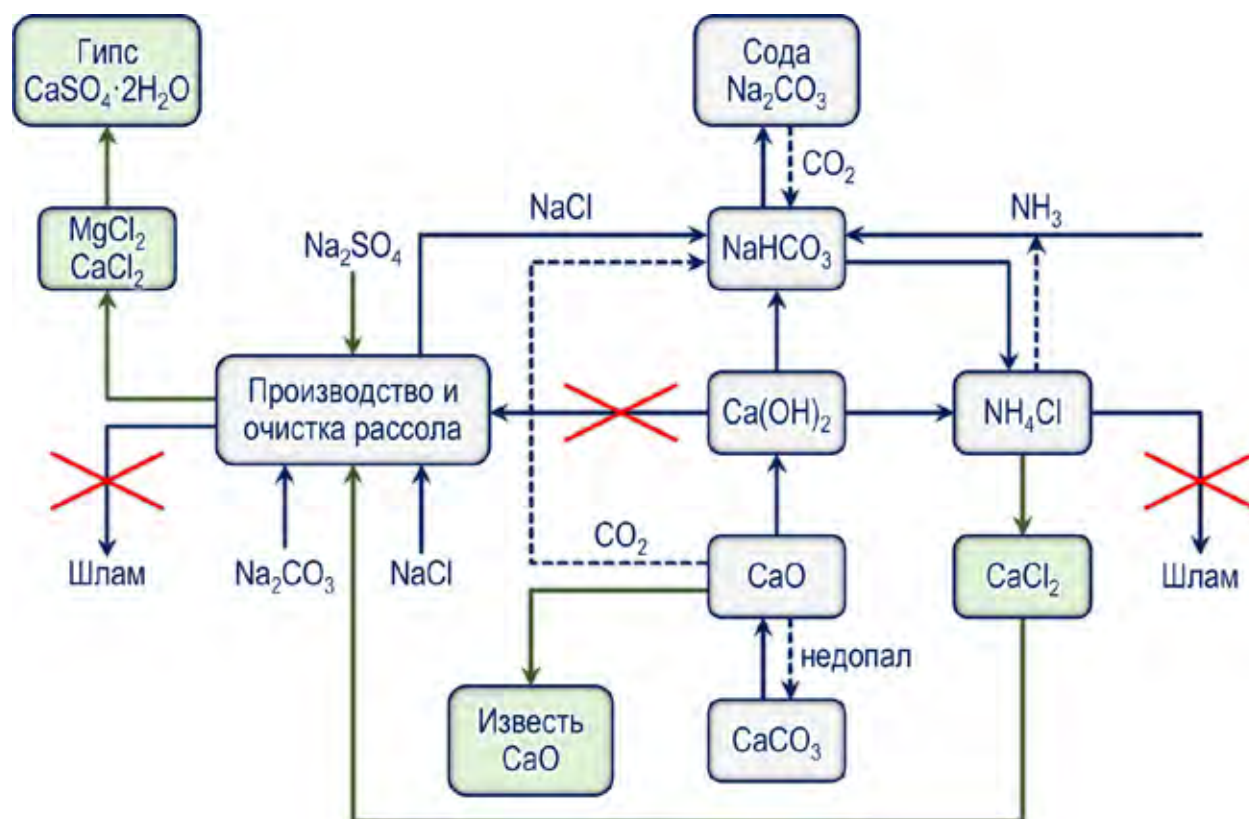 Гипс
CaSO₄·2H₂O
Сода
Na₂CO₃
CO₂
NaCl
NH₃
MgCl₂
CaCl₂
Na₂SO₄
NaHCO₃
Производство и
очистка рассола
Ca(OH)₂
NH₄Cl
CO₂
Шлам
Na₂CO₃
NaCl
CaO
CaCl₂
Шлам
недопал
Известь
CaO
CaCO₃